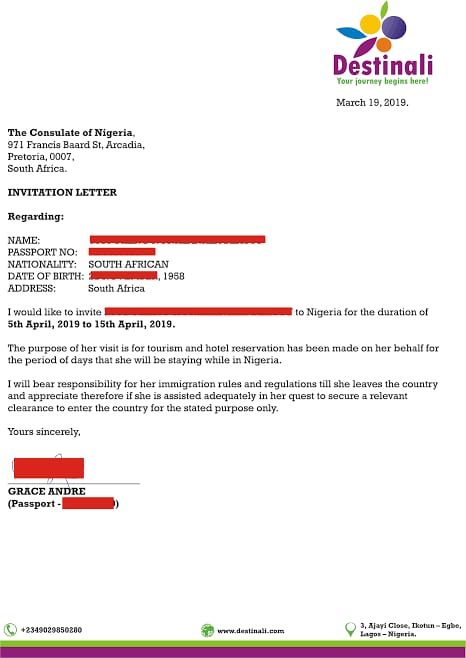 Destinali
Your journey begins here!
March 19, 2019.
The Consulate of Nigeria,
971 Francis Baard St, Arcadia,
Pretoria, 0007,
South Africa.
INVITATION LETTER
Regarding:
NAME:
PASSPORT NO:
NATIONALITY: SOUTH AFRICAN
DATE OF BIRTH: , 1958
ADDRESS: South Africa
I would like to invite to Nigeria for the duration of
5th April, 2019 to 15th April, 2019.
The purpose of her visit is for tourism and hotel reservation has been made on her behalf for
the period of days that she will be staying while in Nigeria.
I will bear responsibility for her immigration rules and regulations till she leaves the country
and appreciate therefore if she is assisted adequately in her quest to secure a relevant
clearance to enter the country for the stated purpose only.
Yours sincerely,
GRACE ANDRE
(Passport - )
+2349029850280
www.destinali.com
3, Ajayi Close, Ikotun – Egbe,
Lagos – Nigeria.